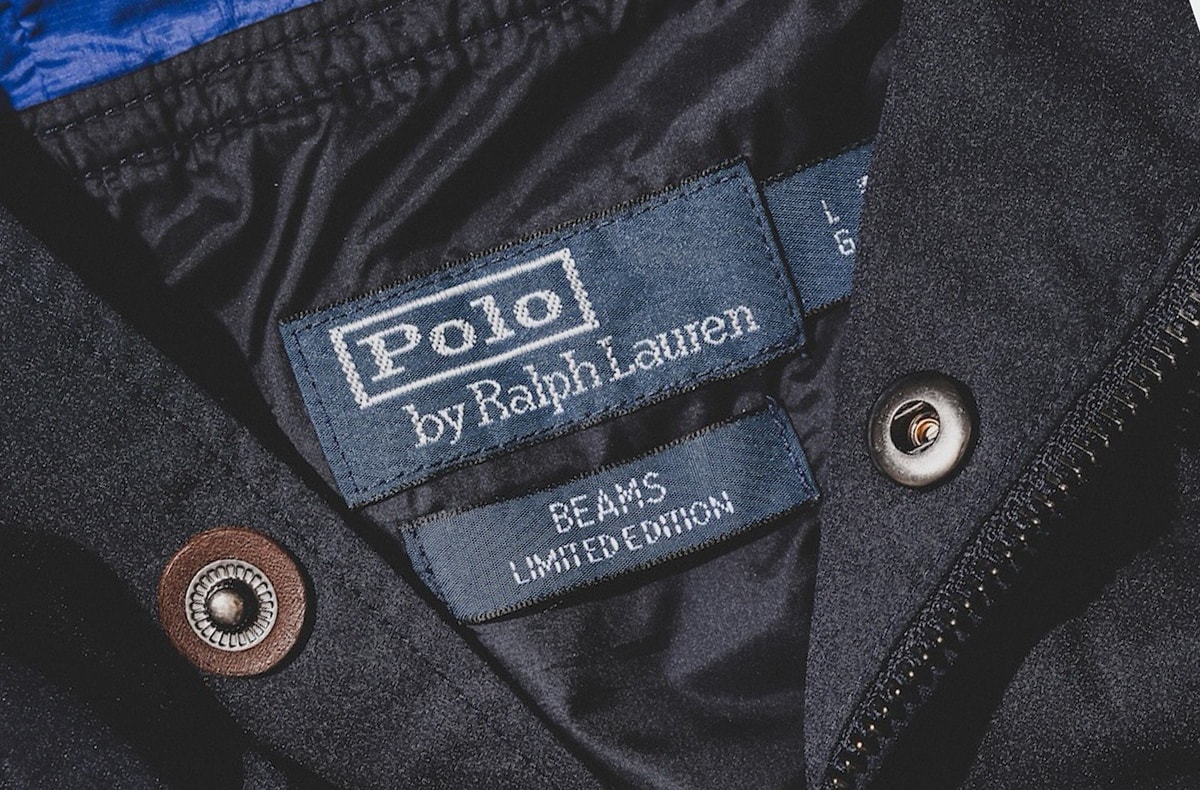 Polo
by Ralph Lauren
L
G
BEAMS
LIMITED EDITION